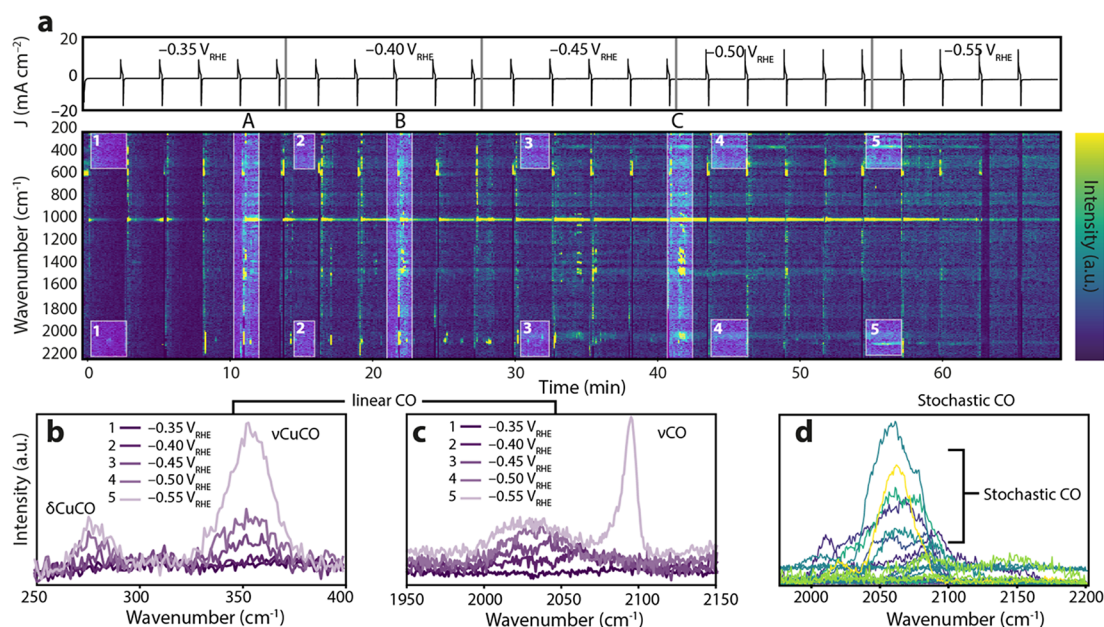 a
J (mA cm⁻²)
20
0
−20
−0.35 V_RHE
−0.40 V_RHE
−0.45 V_RHE
−0.50 V_RHE
−0.55 V_RHE
A
B
C
Wavenumber (cm⁻¹)
200
400
600
800
1000
1200
1400
1600
1800
2000
2200
1
2
3
4
5
1
2
3
4
5
Intensity (a.u.)
0
10
20
30
40
50
60
Time (min)
linear CO
Stochastic CO
b
Intensity (a.u.)
1 −0.35 V_RHE
2 −0.40 V_RHE
3 −0.45 V_RHE
4 −0.50 V_RHE
5 −0.55 V_RHE
νCuCO
δCuCO
250
300
350
400
Wavenumber (cm⁻¹)
c
1 −0.35 V_RHE
2 −0.40 V_RHE
3 −0.45 V_RHE
4 −0.50 V_RHE
5 −0.55 V_RHE
νCO
1950
2000
2050
2100
2150
Wavenumber (cm⁻¹)
d
Stochastic CO
2000
2050
2100
2150
2200
Wavenumber (cm⁻¹)